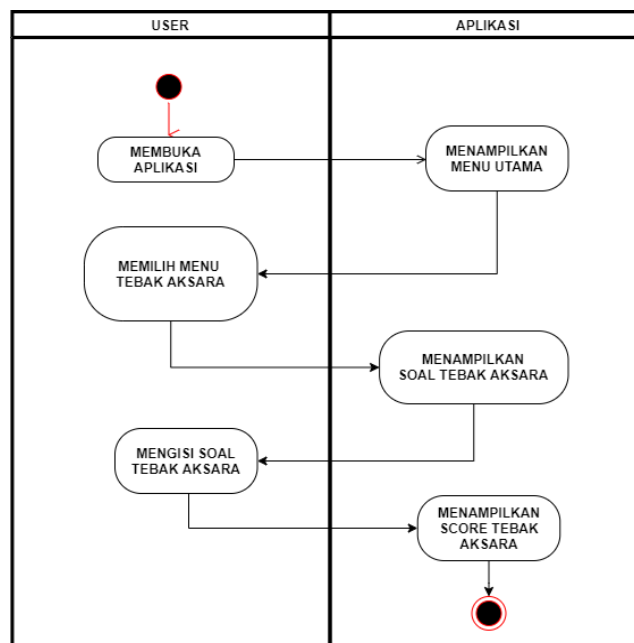 USER
APLIKASI
MEMBUKA
APLIKASI
MENAMPILKAN
MENU UTAMA
MEMILIH MENU
TEBAK AKSARA
MENAMPILKAN
SOAL TEBAK AKSARA
MENGISI SOAL
TEBAK AKSARA
MENAMPILKAN
SCORE TEBAK
AKSARA